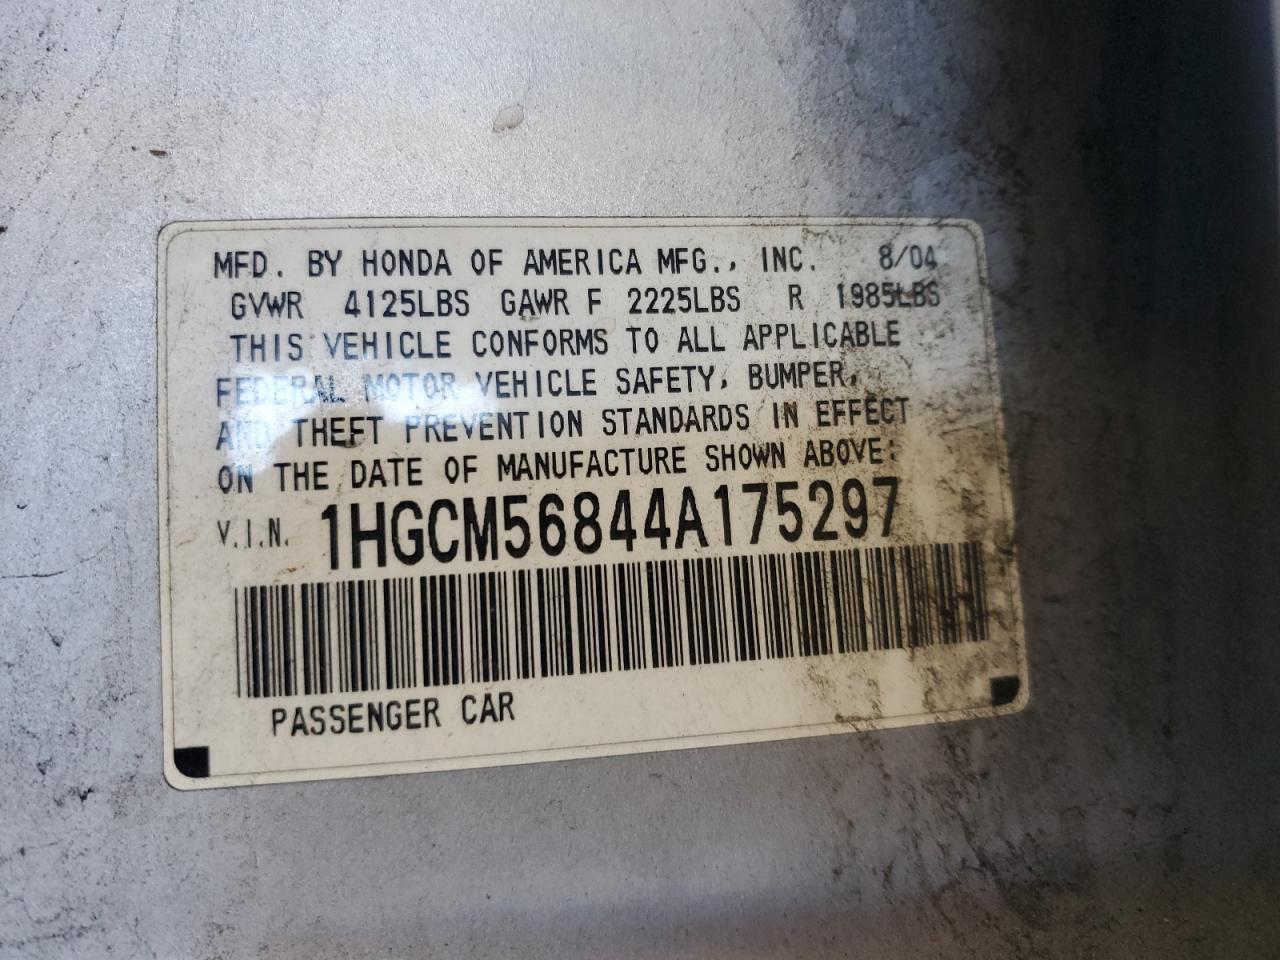 MFD. BY HONDA OF AMERICA MFG., INC. 8/04
GVWR 4125LBS GAWR F 2225LBS R 1985LBS
THIS VEHICLE CONFORMS TO ALL APPLICABLE
FEDERAL MOTOR VEHICLE SAFETY, BUMPER,
AND THEFT PREVENTION STANDARDS IN EFFECT
ON THE DATE OF MANUFACTURE SHOWN ABOVE:
V.I.N. 1HGCM56844A175297
PASSENGER CAR